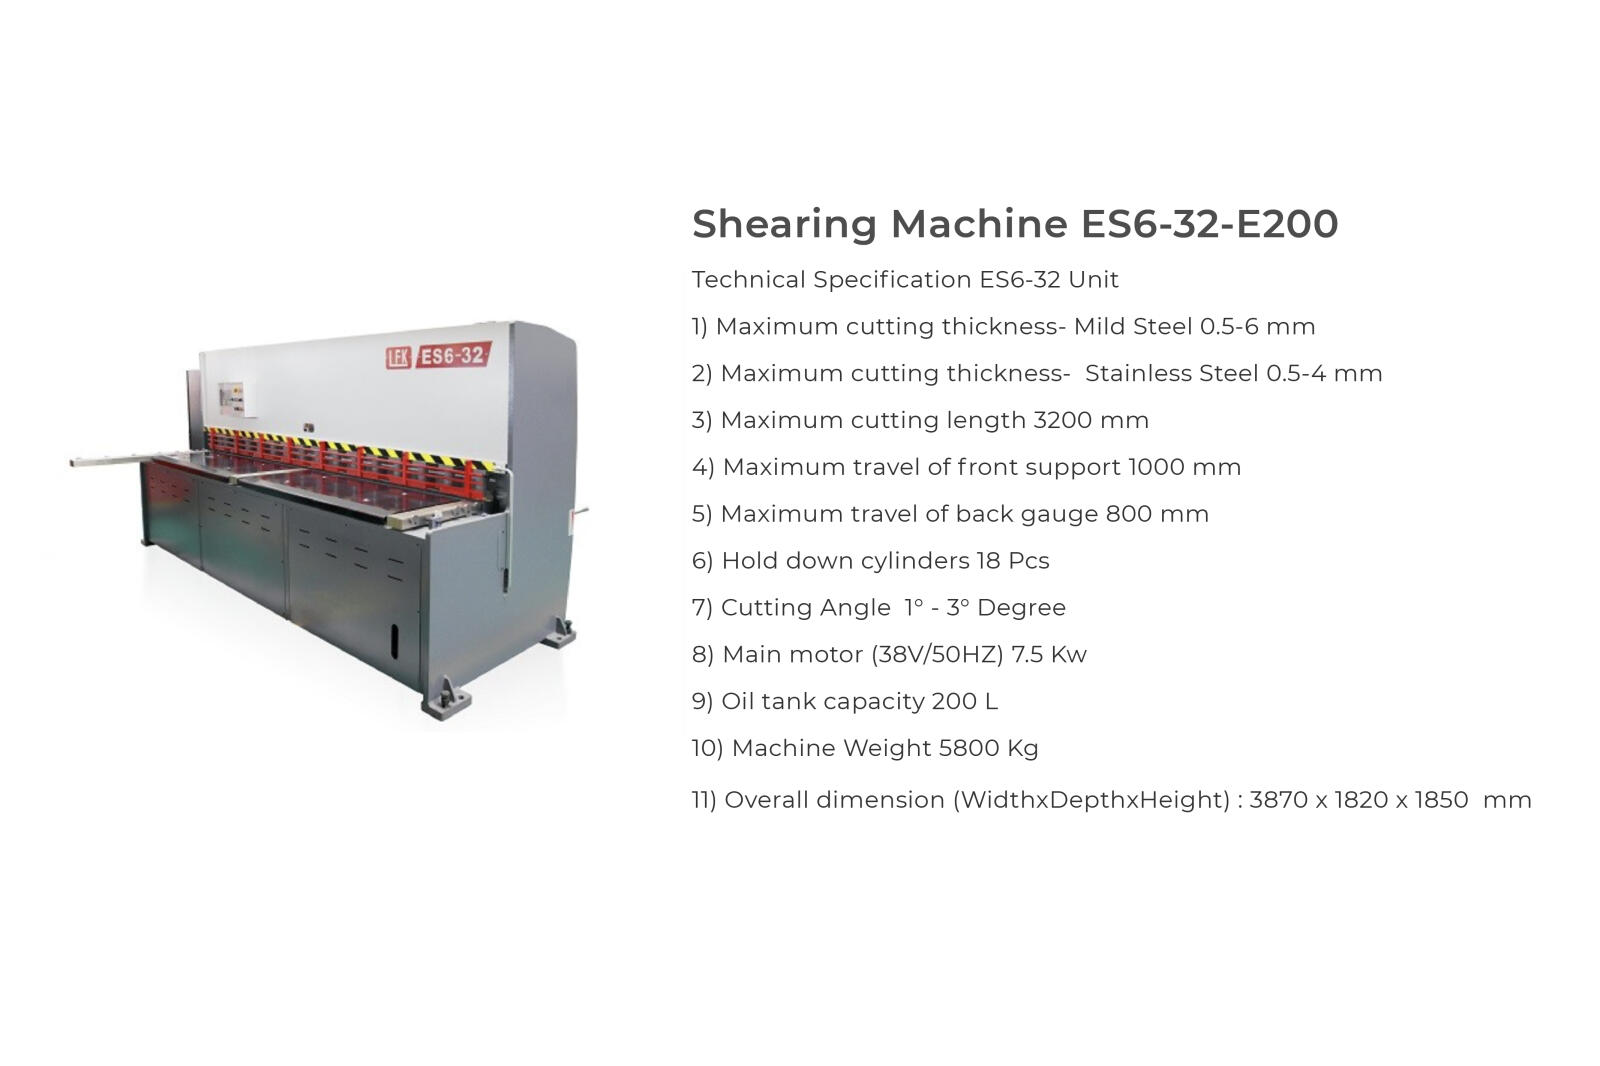 Shearing Machine ES6-32-E200
Technical Specification ES6-32 Unit
1) Maximum cutting thickness- Mild Steel 0.5-6 mm
2) Maximum cutting thickness-  Stainless Steel 0.5-4 mm
3) Maximum cutting length 3200 mm
4) Maximum travel of front support 1000 mm
5) Maximum travel of back gauge 800 mm
6) Hold down cylinders 18 Pcs
7) Cutting Angle  1° - 3° Degree
8) Main motor (38V/50HZ) 7.5 Kw
9) Oil tank capacity 200 L
10) Machine Weight 5800 Kg
11) Overall dimension (WidthxDepthxHeight) : 3870 x 1820 x 1850  mm
LFK ES6-32